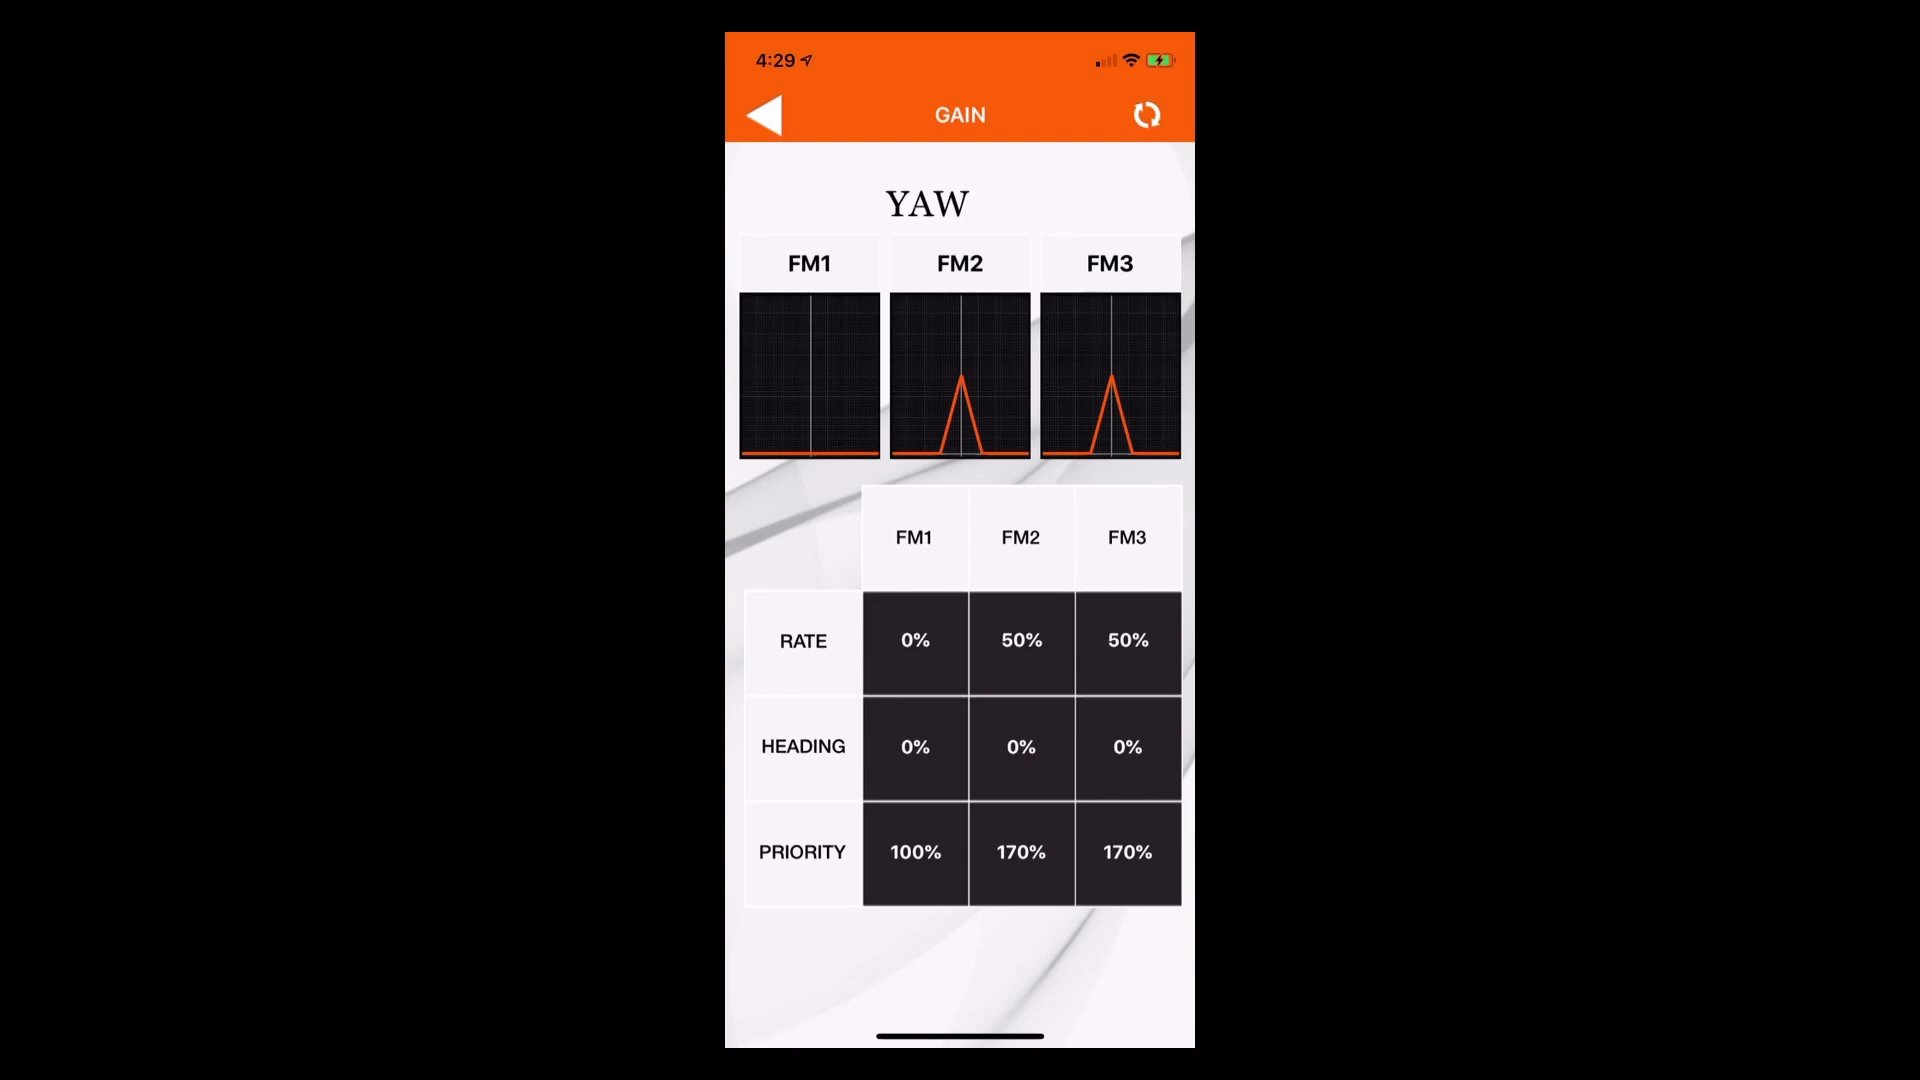 4:29
GAIN
YAW
FM1 FM2 FM3
FM1 FM2 FM3
RATE 0% 50% 50%
HEADING 0% 0% 0%
PRIORITY 100% 170% 170%